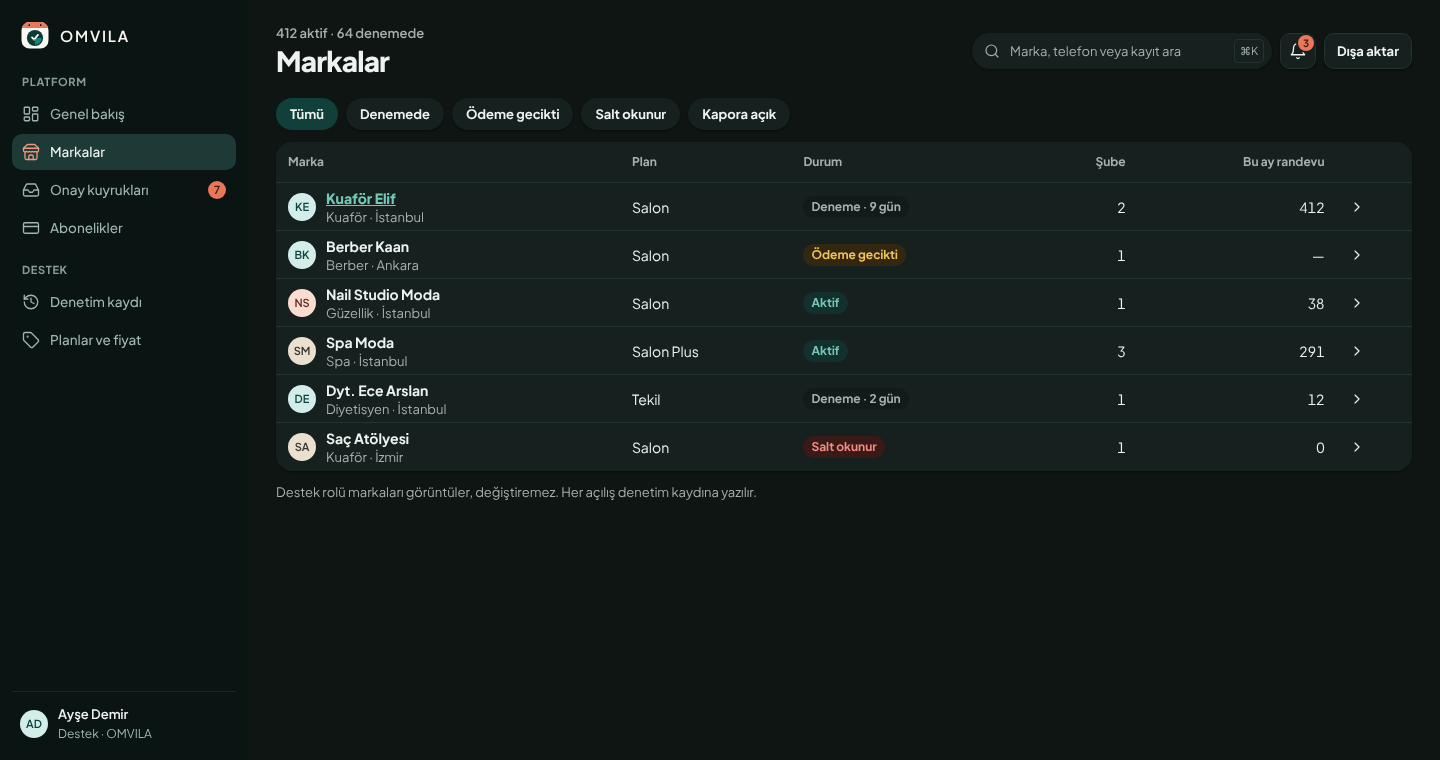 OMVILA
PLATFORM
Genel bakış
Markalar
Onay kuyrukları 7
Abonelikler
DESTEK
Denetim kaydı
Planlar ve fiyat
AD
Ayşe Demir
Destek · OMVILA
412 aktif · 64 denemede
Markalar
Marka, telefon veya kayıt ara ⌘K
3
Dışa aktar
Tümü Denemede Ödeme gecikti Salt okunur Kapora açık
Marka Plan Durum Şube Bu ay randevu
KE Kuaför Elif Salon Deneme · 9 gün 2 412
Kuaför · İstanbul
BK Berber Kaan Salon Ödeme gecikti 1 —
Berber · Ankara
NS Nail Studio Moda Salon Aktif 1 38
Güzellik · İstanbul
SM Spa Moda Salon Plus Aktif 3 291
Spa · İstanbul
DE Dyt. Ece Arslan Tekil Deneme · 2 gün 1 12
Diyetisyen · İstanbul
SA Saç Atölyesi Salon Salt okunur 1 0
Kuaför · İzmir
Destek rolü markaları görüntüler, değiştiremez. Her açılış denetim kaydına yazılır.